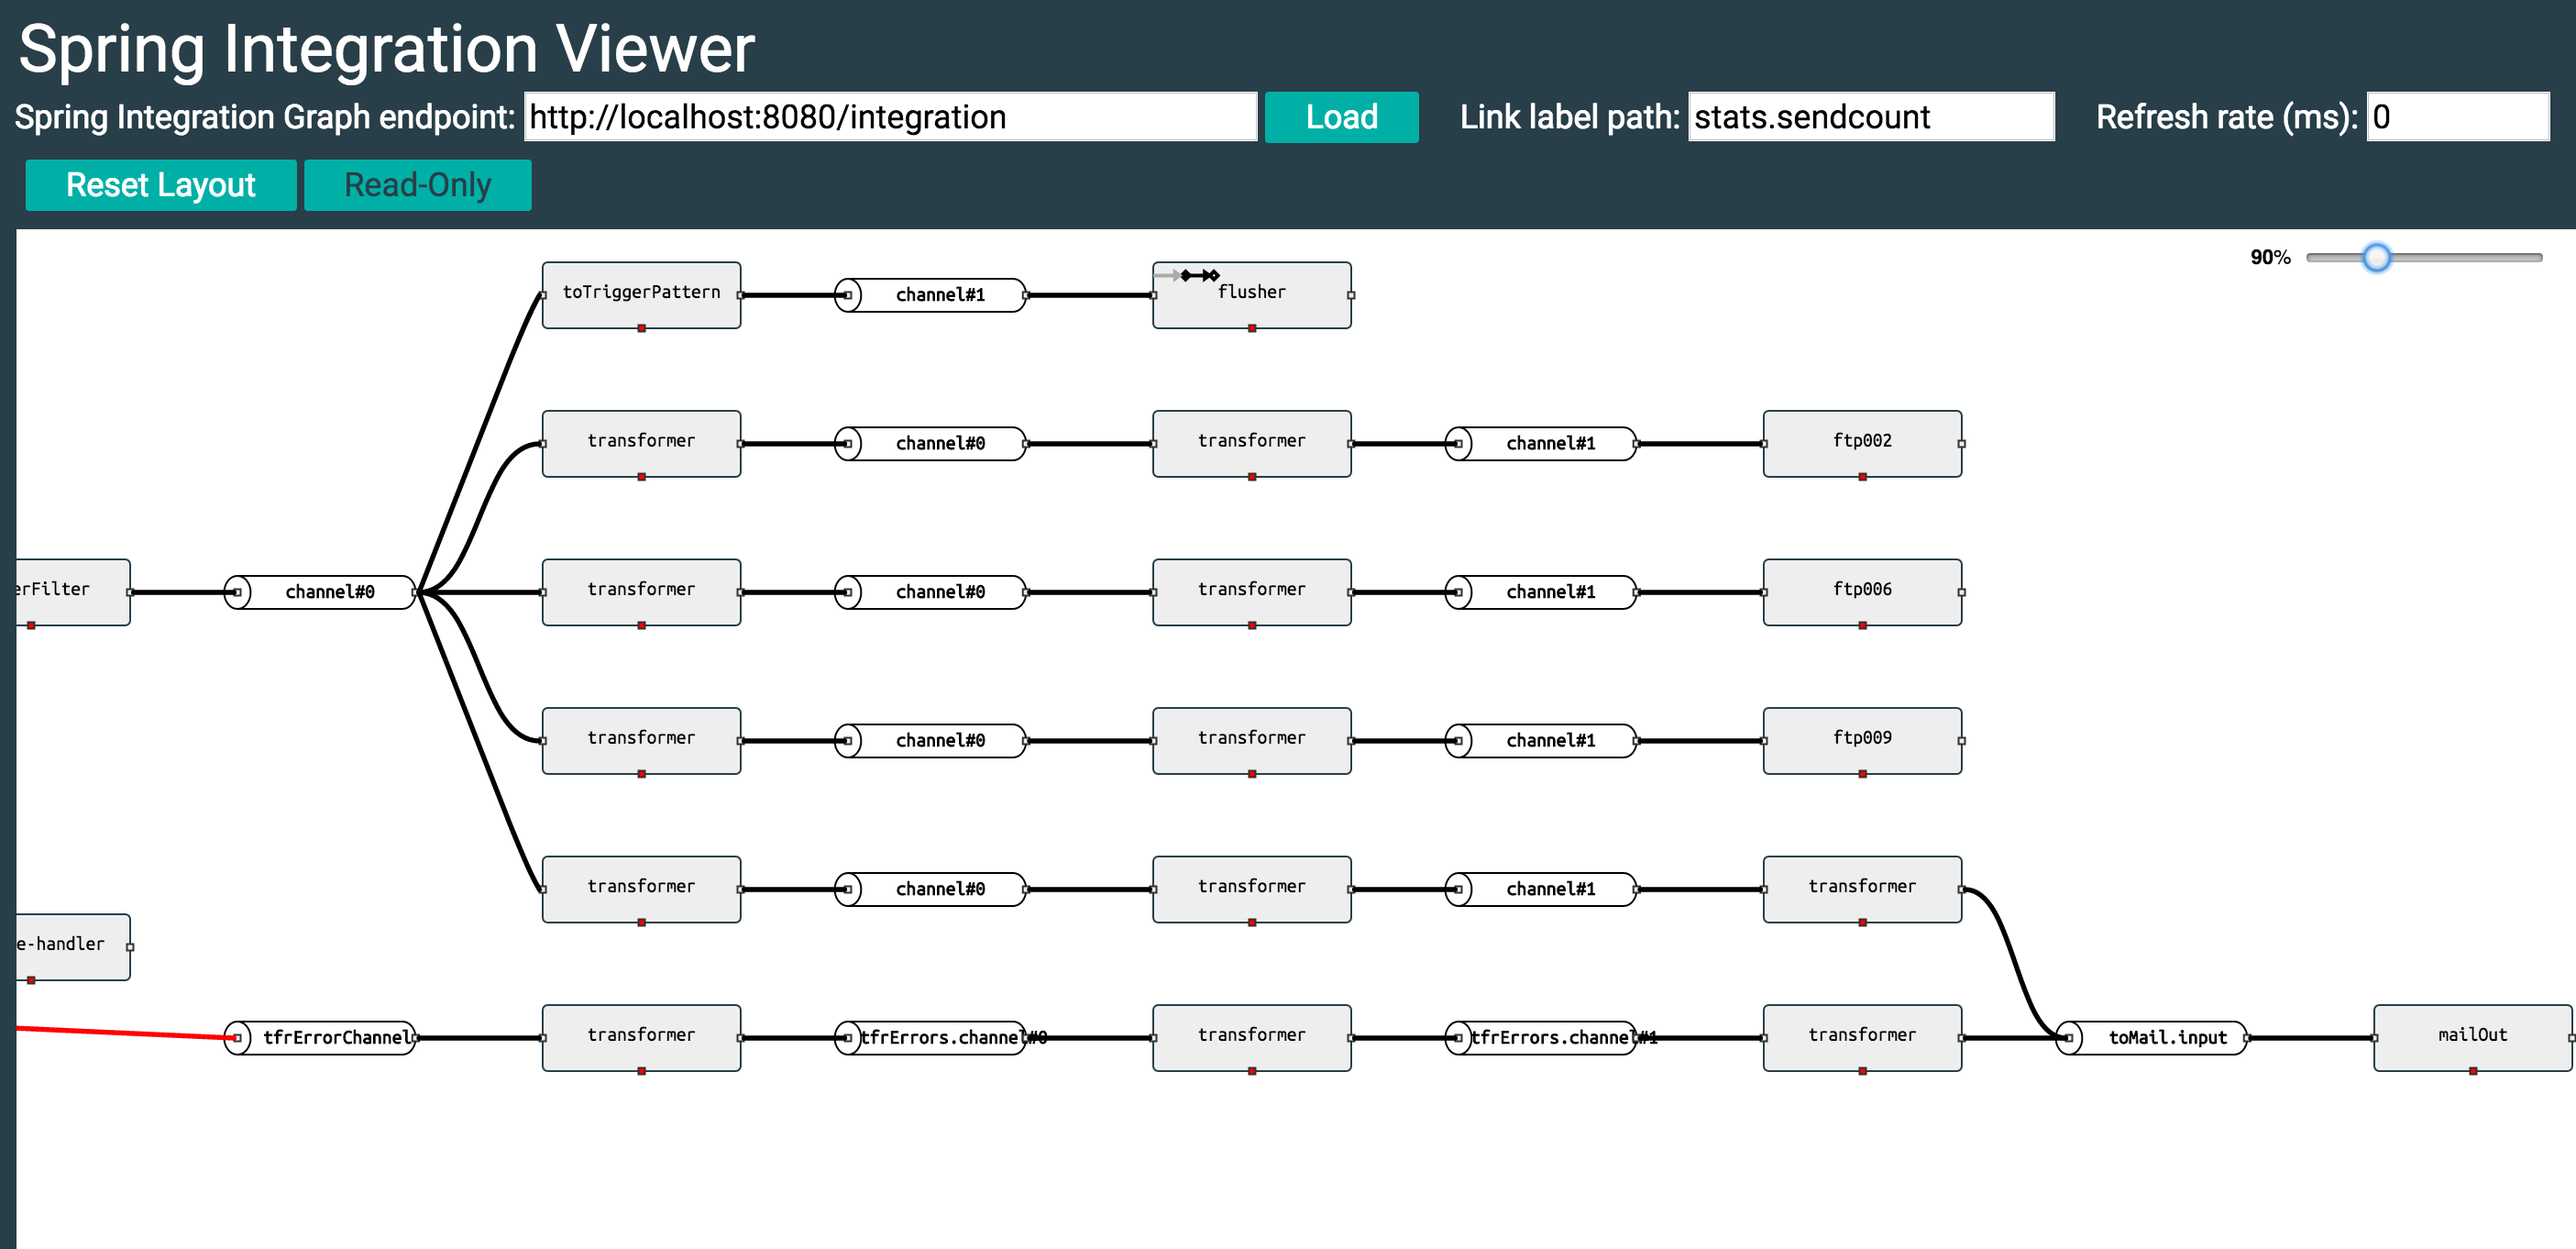 Spring Integration Viewer
Spring Integration Graph endpoint: http://localhost:8080/integration Load Link label path: stats.sendcount Refresh rate (ms): 0
Reset Layout Read-Only
90%
toTriggerPattern channel#1 flusher
transformer channel#0 transformer channel#1 ftp002
erFilter channel#0 transformer channel#0 transformer channel#1 ftp006
transformer channel#0 transformer channel#1 ftp009
transformer channel#0 transformer channel#1 transformer
e-handler
tfrErrorChannel transformer tfrErrors.channel#0 transformer tfrErrors.channel#1 transformer toMail.input mailOut